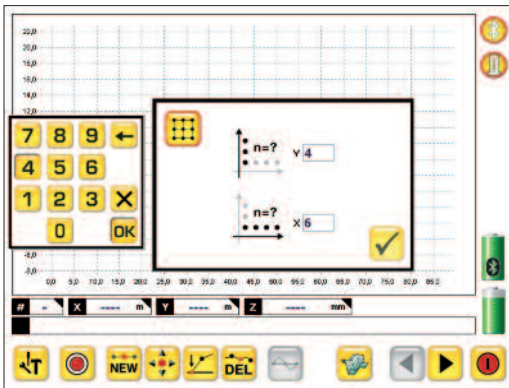 22,0
20,0
18,0
16,0
14,0
12,0
7 8 9
4 5 6
1 2 3 X
0 OK
n=?
Y 4
n=?
X 6
-6,0
-8,0
0,0 5,0 10,0 15,0 20,0 25,0 30,0 35,0 40,0 45,0 50,0 55,0 60,0 65,0 70,0 75,0 80,0 85,0
# - X ---- m Y ---- m Z ---- mm
T NEW DEL